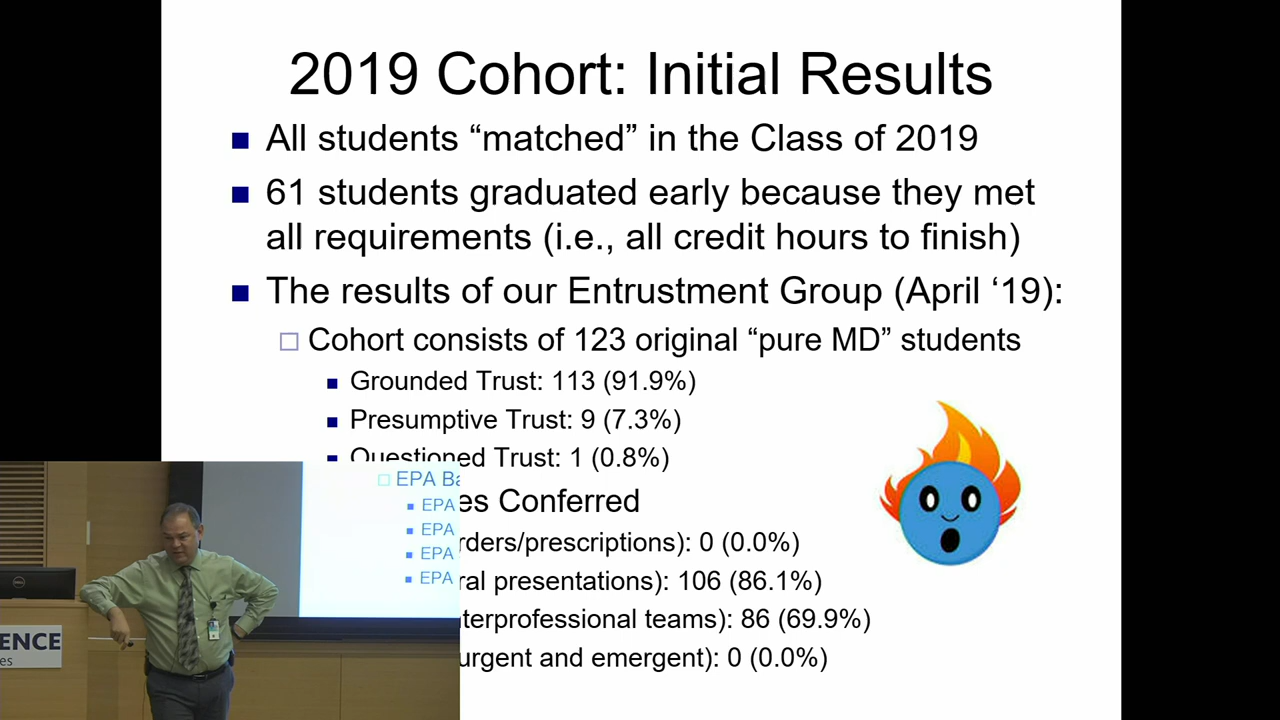 2019 Cohort: Initial Results
All students “matched” in the Class of 2019
61 students graduated early because they met
all requirements (i.e., all credit hours to finish)
The results of our Entrustment Group (April ‘19):
Cohort consists of 123 original “pure MD” students
Grounded Trust: 113 (91.9%)
Presumptive Trust: 9 (7.3%)
Questioned Trust: 1 (0.8%)
es Conferred
rders/prescriptions): 0 (0.0%)
ral presentations): 106 (86.1%)
terprofessional teams): 86 (69.9%)
urgent and emergent): 0 (0.0%)
EPA Ba
EPA
EPA
EPA
EPA
DELL
ENCE
es